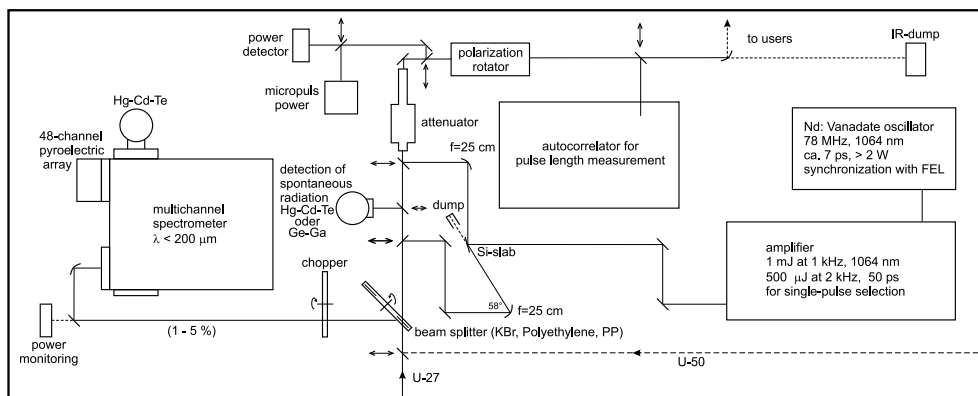 power
detector
micropuls
power
polarization
rotator
to users
IR-dump
Hg-Cd-Te
48-channel
pyroelectric
array
attenuator
f=25 cm
autocorrelator for
pulse length measurement
Nd: Vanadate oscillator
78 MHz, 1064 nm
ca. 7 ps, > 2 W
synchronization with FEL
detection of
spontaneous
radiation
Hg-Cd-Te
oder
Ge-Ga
dump
multichannel
spectrometer
λ < 200 µm
Si-slab
amplifier
1 mJ at 1 kHz, 1064 nm
500 µJ at 2 kHz, 50 ps
for single-pulse selection
chopper
58°
f=25 cm
(1 - 5 %)
beam splitter (KBr, Polyethylene, PP)
power
monitoring
U-50
U-27